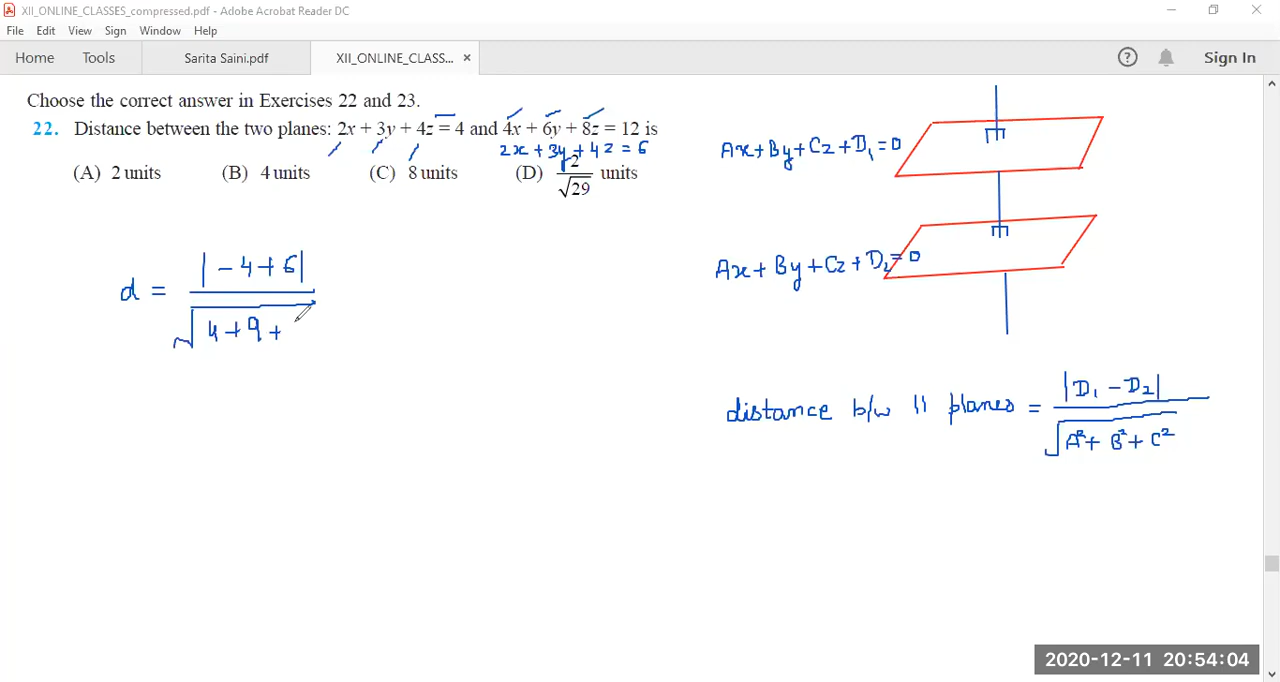 XII_ONLINE_CLASSES_compressed.pdf - Adobe Acrobat Reader DC
File Edit View Sign Window Help
Home Tools Sarita Saini.pdf XII_ONLINE_CLASS... × ? Sign In
Choose the correct answer in Exercises 22 and 23.
22. Distance between the two planes: 2x + 3y + 4z = 4 and 4x + 6y + 8z = 12 is
2x + 3y + 4z = 6
(A) 2 units (B) 4 units (C) 8 units (D) 2/√29 units
Ax + By + Cz + D₁ = 0
Ax + By + Cz + D₂ = 0
d = |-4+6| / √(4+9+
distance b/w || planes = |D₁ - D₂| / √(A² + B² + C²)
2020-12-11 20:54:04